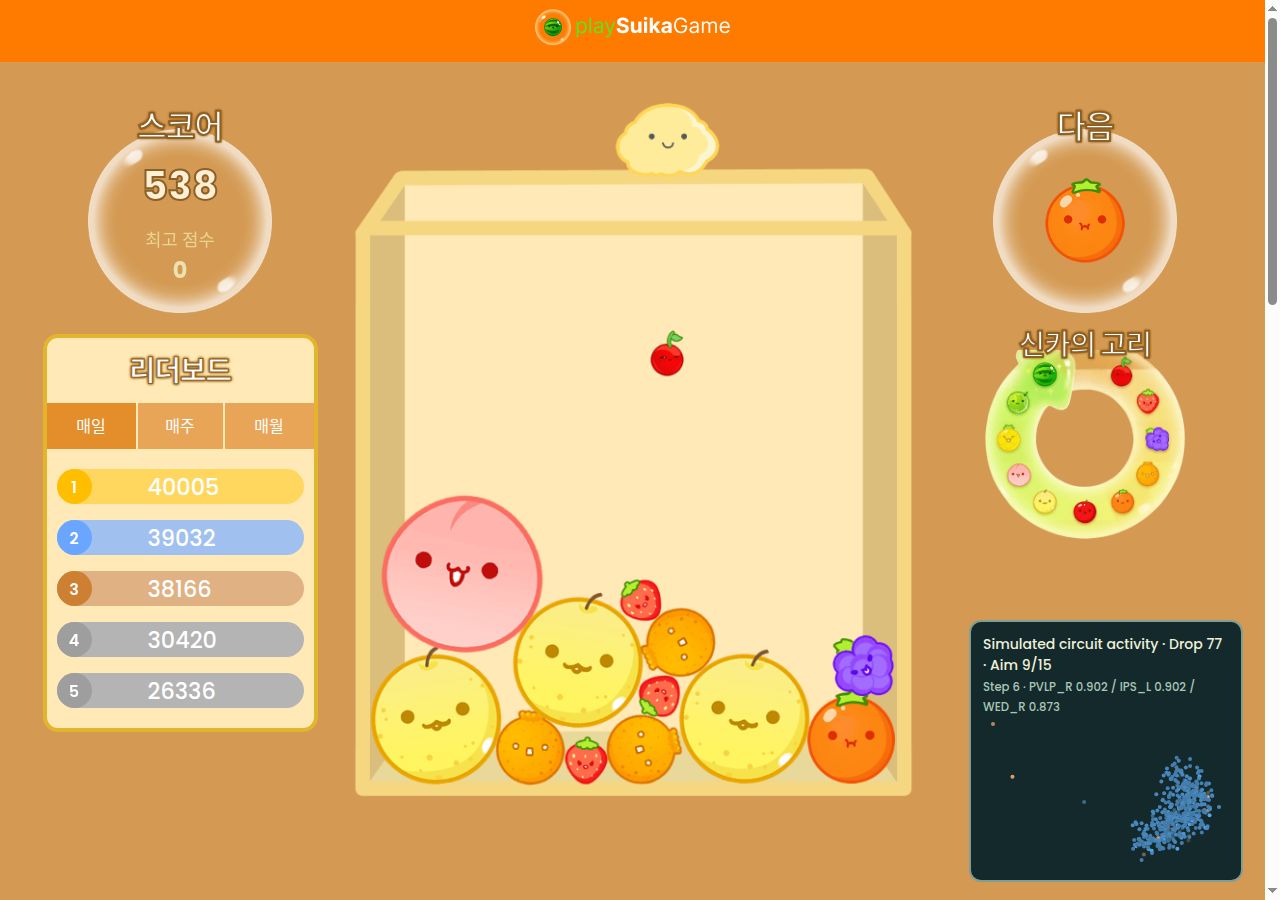 playSuikaGame
스코어
538
최고 점수
0
리더보드
매일 매주 매월
1 40005
2 39032
3 38166
4 30420
5 26336
다음
신카의 고리
Simulated circuit activity · Drop 77
· Aim 9/15
Step 6 · PVLP_R 0.902 / IPS_L 0.902 /
WED_R 0.873